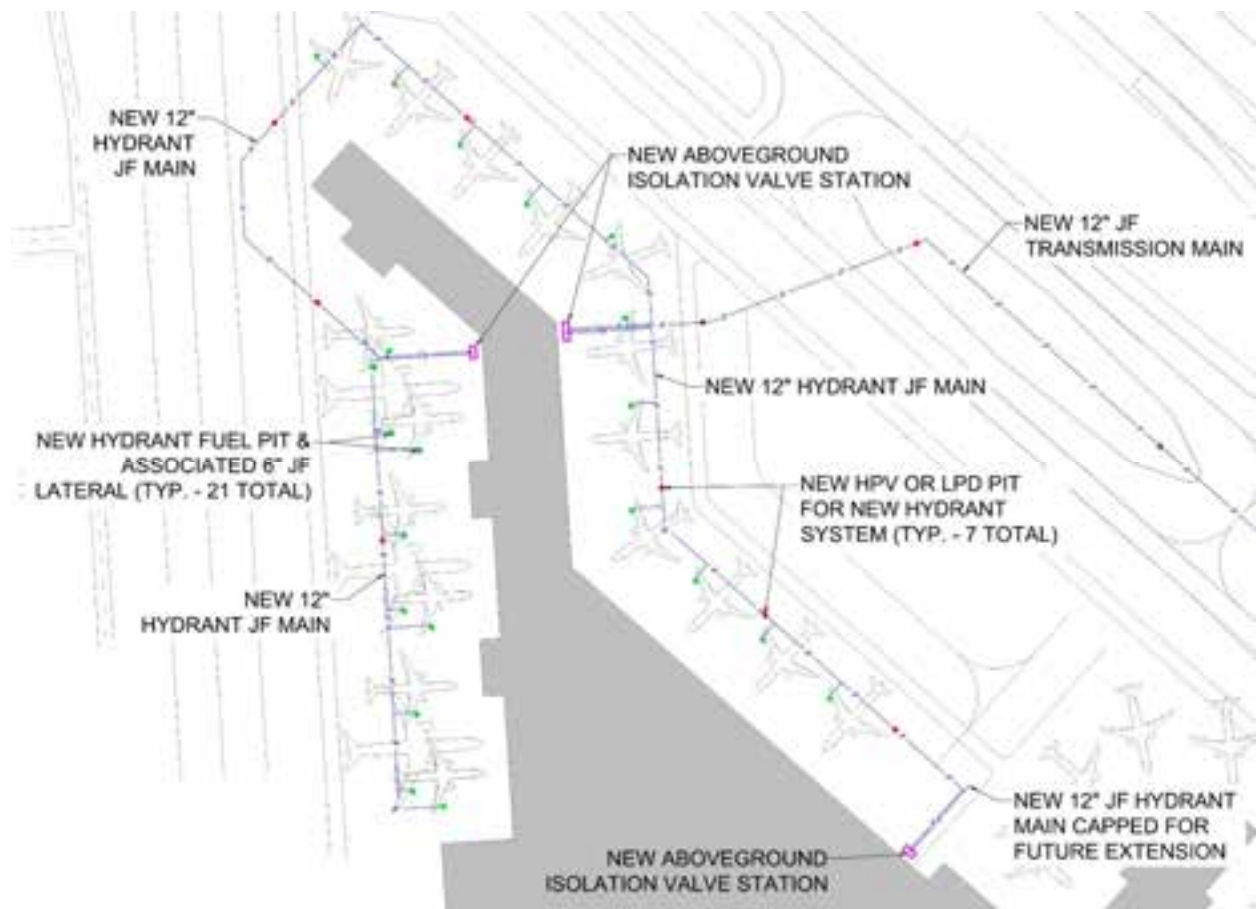 NEW 12"
HYDRANT
JF MAIN
NEW ABOVEGROUND
ISOLATION VALVE STATION
NEW 12" JF
TRANSMISSION MAIN
NEW 12" HYDRANT JF MAIN
NEW HYDRANT FUEL PIT &
ASSOCIATED 6" JF
LATERAL (TYP. - 21 TOTAL)
NEW HPV OR LPD PIT
FOR NEW HYDRANT
SYSTEM (TYP. - 7 TOTAL)
NEW 12"
HYDRANT JF MAIN
NEW 12" JF HYDRANT
MAIN CAPPED FOR
FUTURE EXTENSION
NEW ABOVEGROUND
ISOLATION VALVE STATION